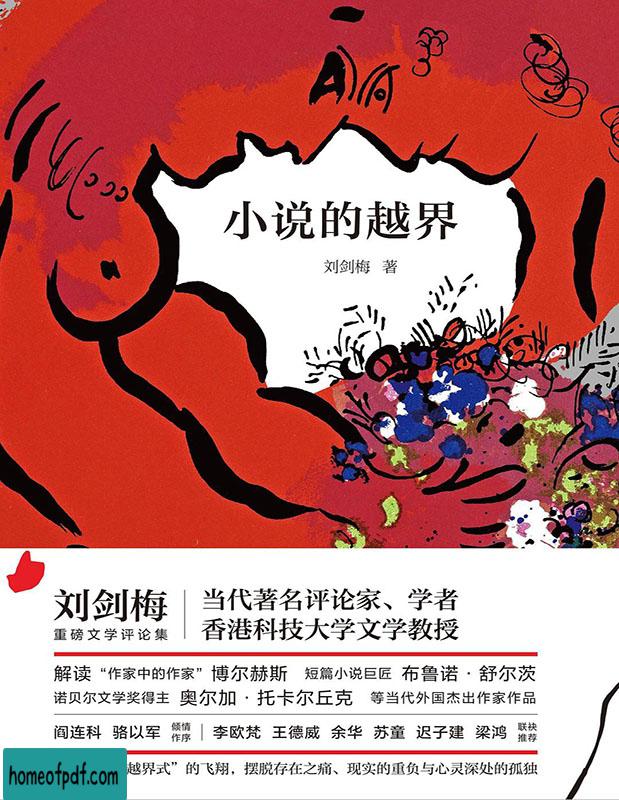 小说的越界
刘剑梅 著
刘剑梅
重磅文学评论集
当代著名评论家、学者
香港科技大学文学教授
解读 “作家中的作家” 博尔赫斯 短篇小说巨匠 布鲁诺·舒尔茨
诺贝尔文学奖得主 奥尔加·托卡尔丘克 等当代外国杰出作家作品
阎连科 骆以军 倾情作序 李欧梵 王德威 余华 苏童 迟子建 梁鸿 联袂推荐
越界式”的飞翔，摆脱存在之痛、现实的重负与心灵深处的孤独
homeofpdf.com